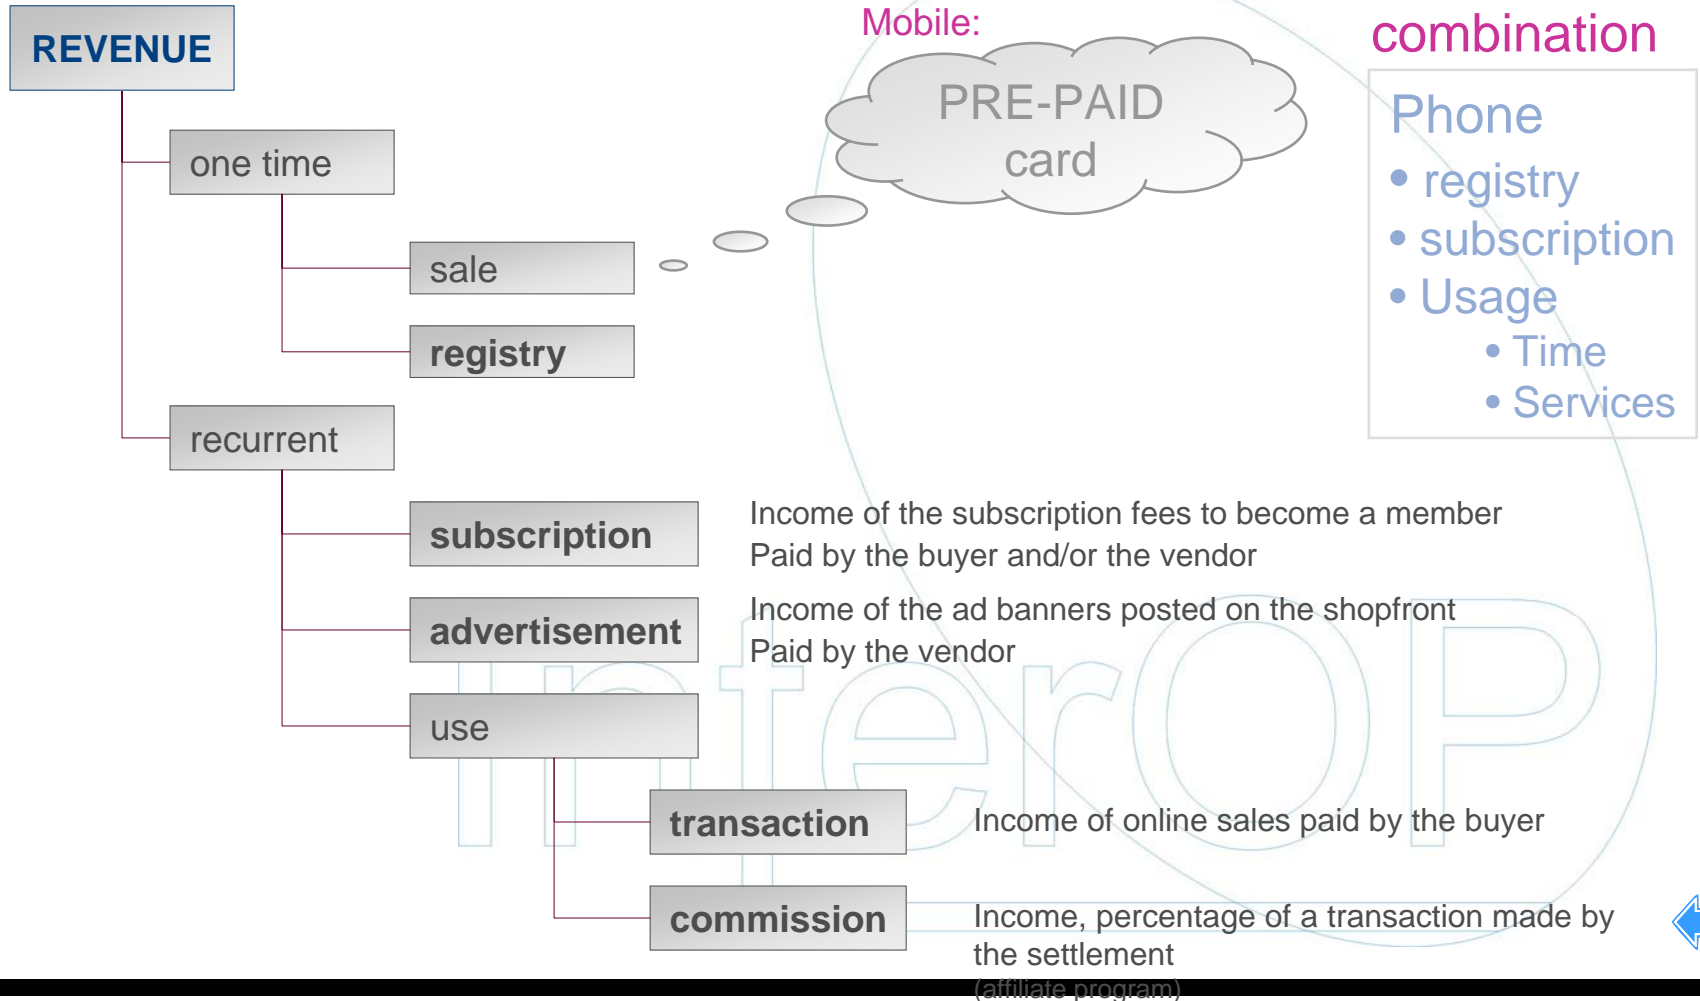 REVENUE
one time
sale
registry
recurrent
subscription
Income of the subscription fees to become a member
Paid by the buyer and/or the vendor
advertisement
Income of the ad banners posted on the shopfront
Paid by the vendor
use
transaction
Income of online sales paid by the buyer
commission
Income, percentage of a transaction made by
the settlement
(affiliate program)
Mobile:
PRE-PAID
card
combination
Phone
• registry
• subscription
• Usage
• Time
• Services
InterOP